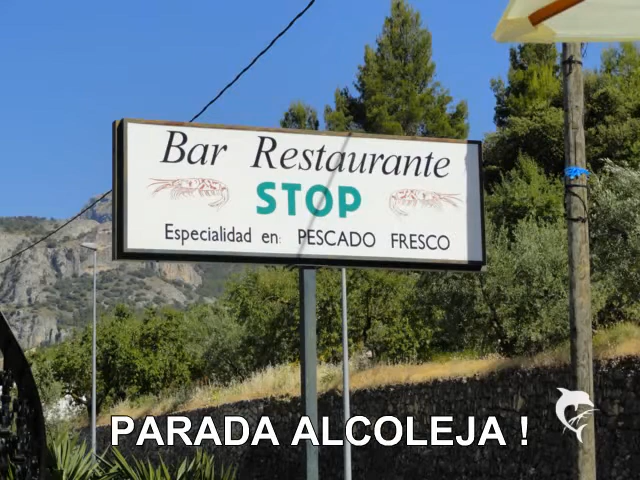 Bar Restaurante
STOP
Especialidad en: PESCADO FRESCO
PARADA ALCOLEJA !